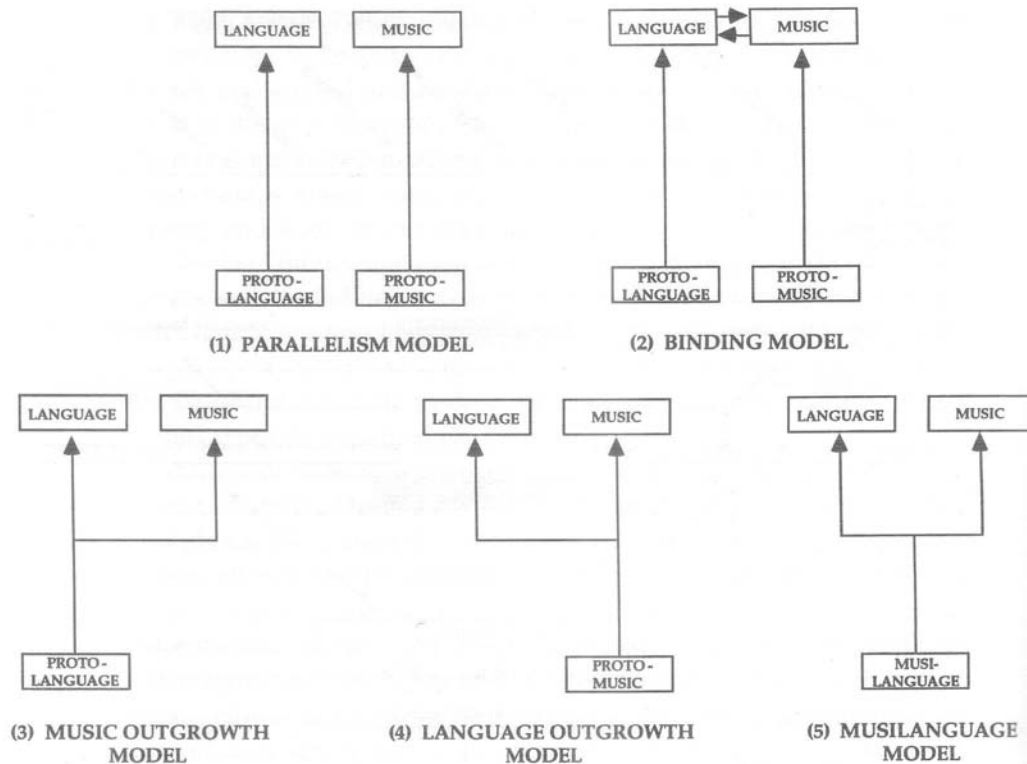 LANGUAGE
MUSIC
PROTO-
LANGUAGE
PROTO-
MUSIC
(1) PARALLELISM MODEL
LANGUAGE
MUSIC
PROTO-
LANGUAGE
PROTO-
MUSIC
(2) BINDING MODEL
LANGUAGE
MUSIC
PROTO-
LANGUAGE
(3) MUSIC OUTGROWTH
MODEL
LANGUAGE
MUSIC
PROTO-
MUSIC
(4) LANGUAGE OUTGROWTH
MODEL
LANGUAGE
MUSIC
MUSI-
LANGUAGE
(5) MUSILANGUAGE
MODEL